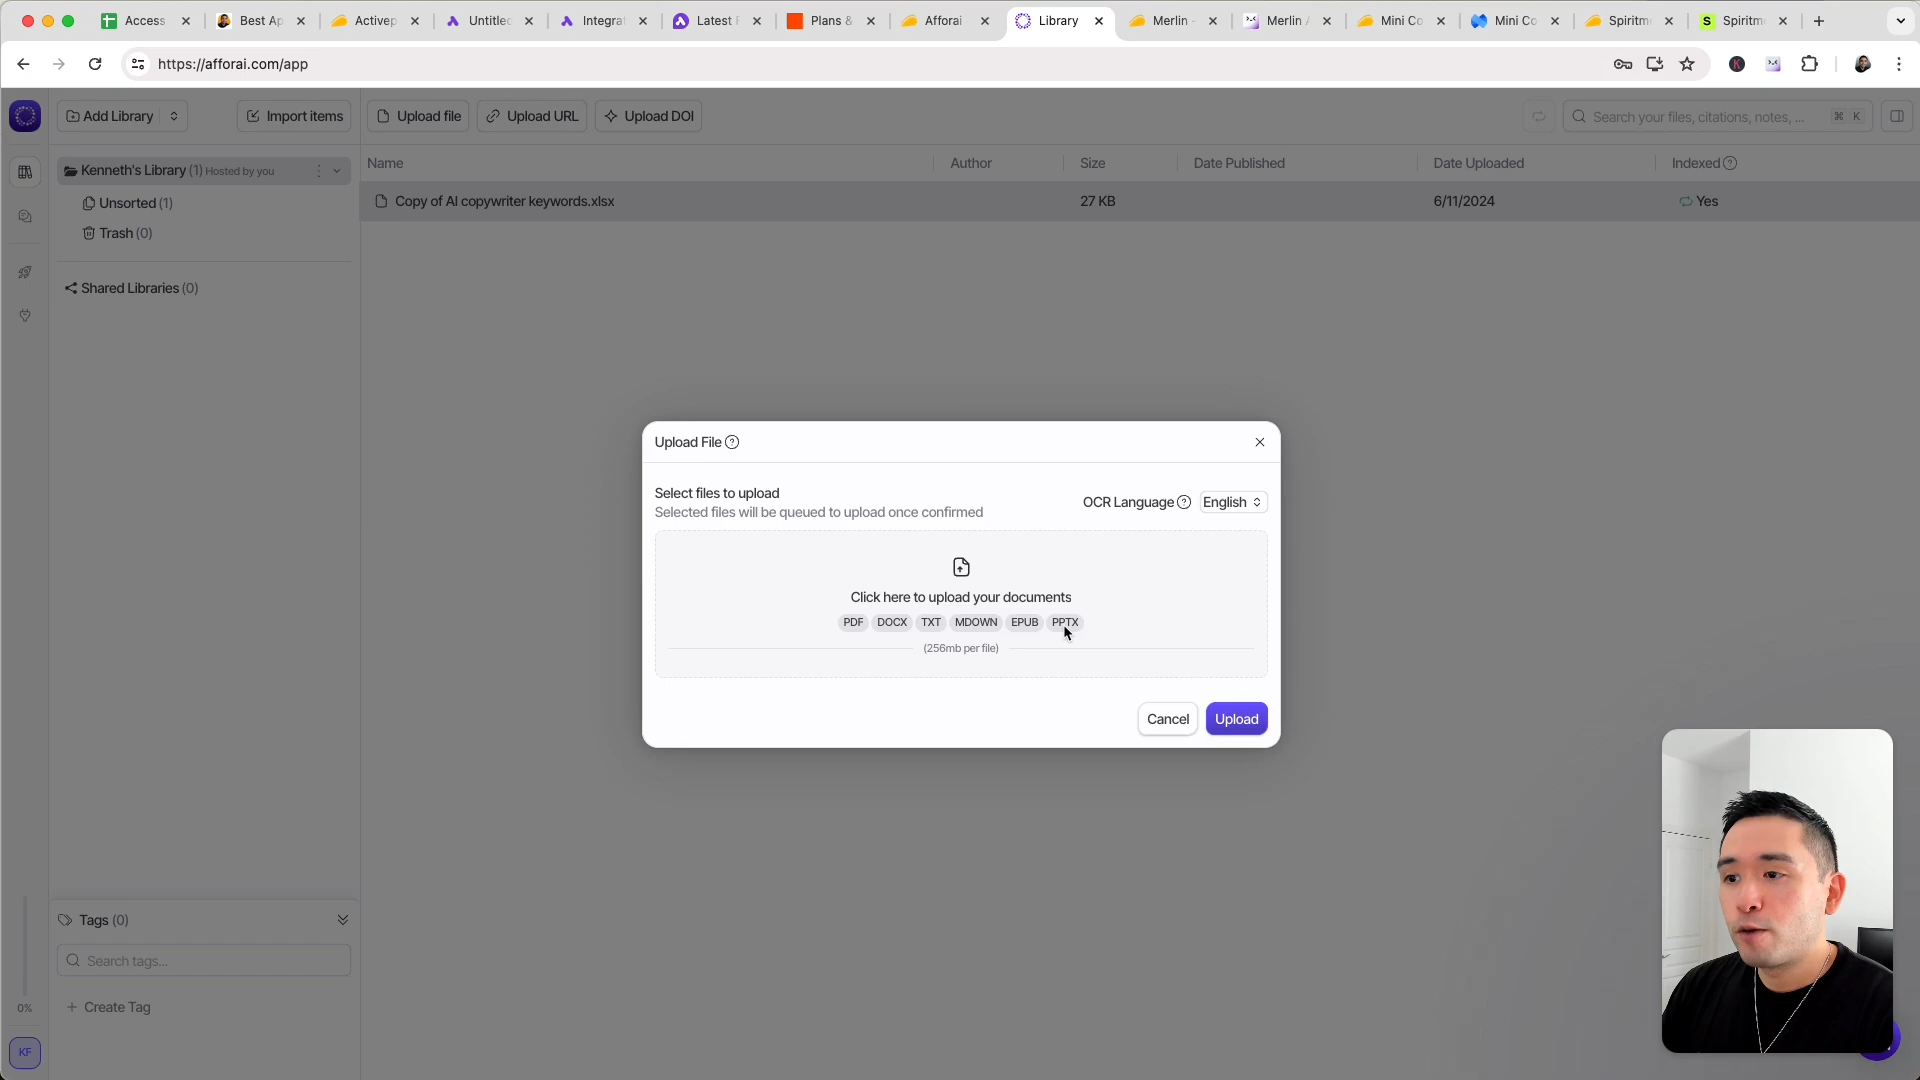 Access
Best Ap
Activep
Untitled
Integrat
Latest
Plans &
Afforai
Library
Merlin -
Merlin
Mini Co
Mini Co
Spiritm
Spiritm
https://afforai.com/app
Add Library
Import items
Upload file
Upload URL
Upload DOI
Search your files, citations, notes, ...
⌘ K
Kenneth's Library (1) Hosted by you
Name
Author
Size
Date Published
Date Uploaded
Indexed
Unsorted (1)
Copy of AI copywriter keywords.xlsx
27 KB
6/11/2024
Yes
Trash (0)
Shared Libraries (0)
Upload File
Select files to upload
Selected files will be queued to upload once confirmed
OCR Language
English
Click here to upload your documents
PDF DOCX TXT MDOWN EPUB PPTX
(256mb per file)
Cancel
Upload
Tags (0)
Search tags...
+ Create Tag
0%
KF